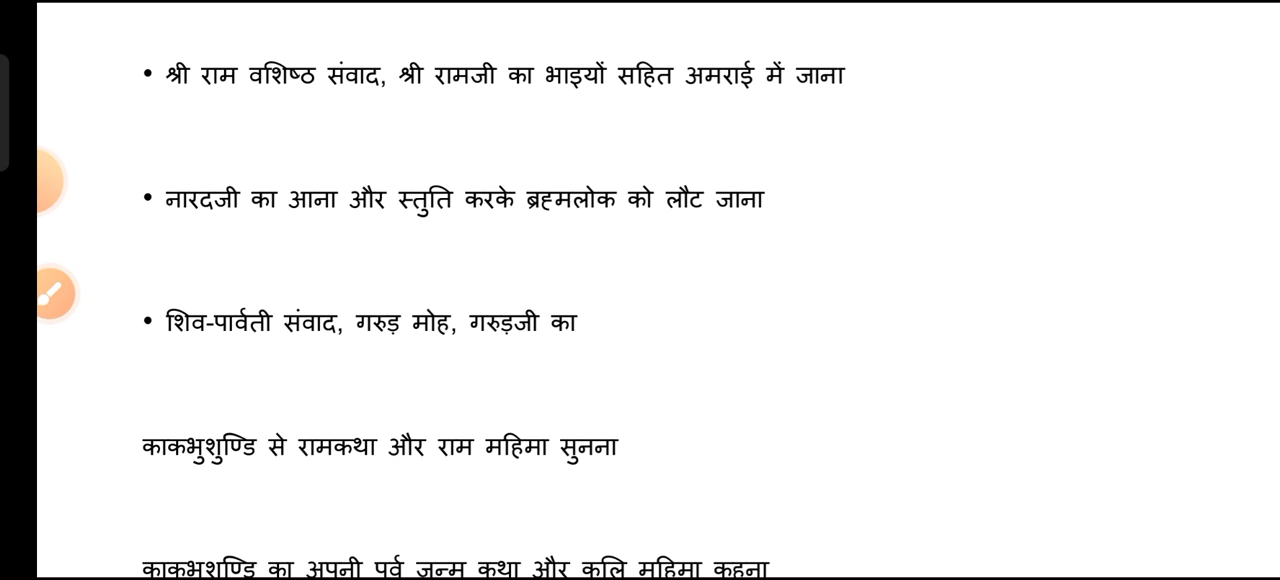 • श्री राम वशिष्ठ संवाद, श्री रामजी का भाइयों सहित अमराई में जाना
• नारदजी का आना और स्तुति करके ब्रह्मलोक को लौट जाना
• शिव-पार्वती संवाद, गरुड़ मोह, गरुड़जी का
काकभुशुण्डि से रामकथा और राम महिमा सुनना
काकभुशुण्डि का अपनी पूर्व जन्म कथा और कलि महिमा कहना